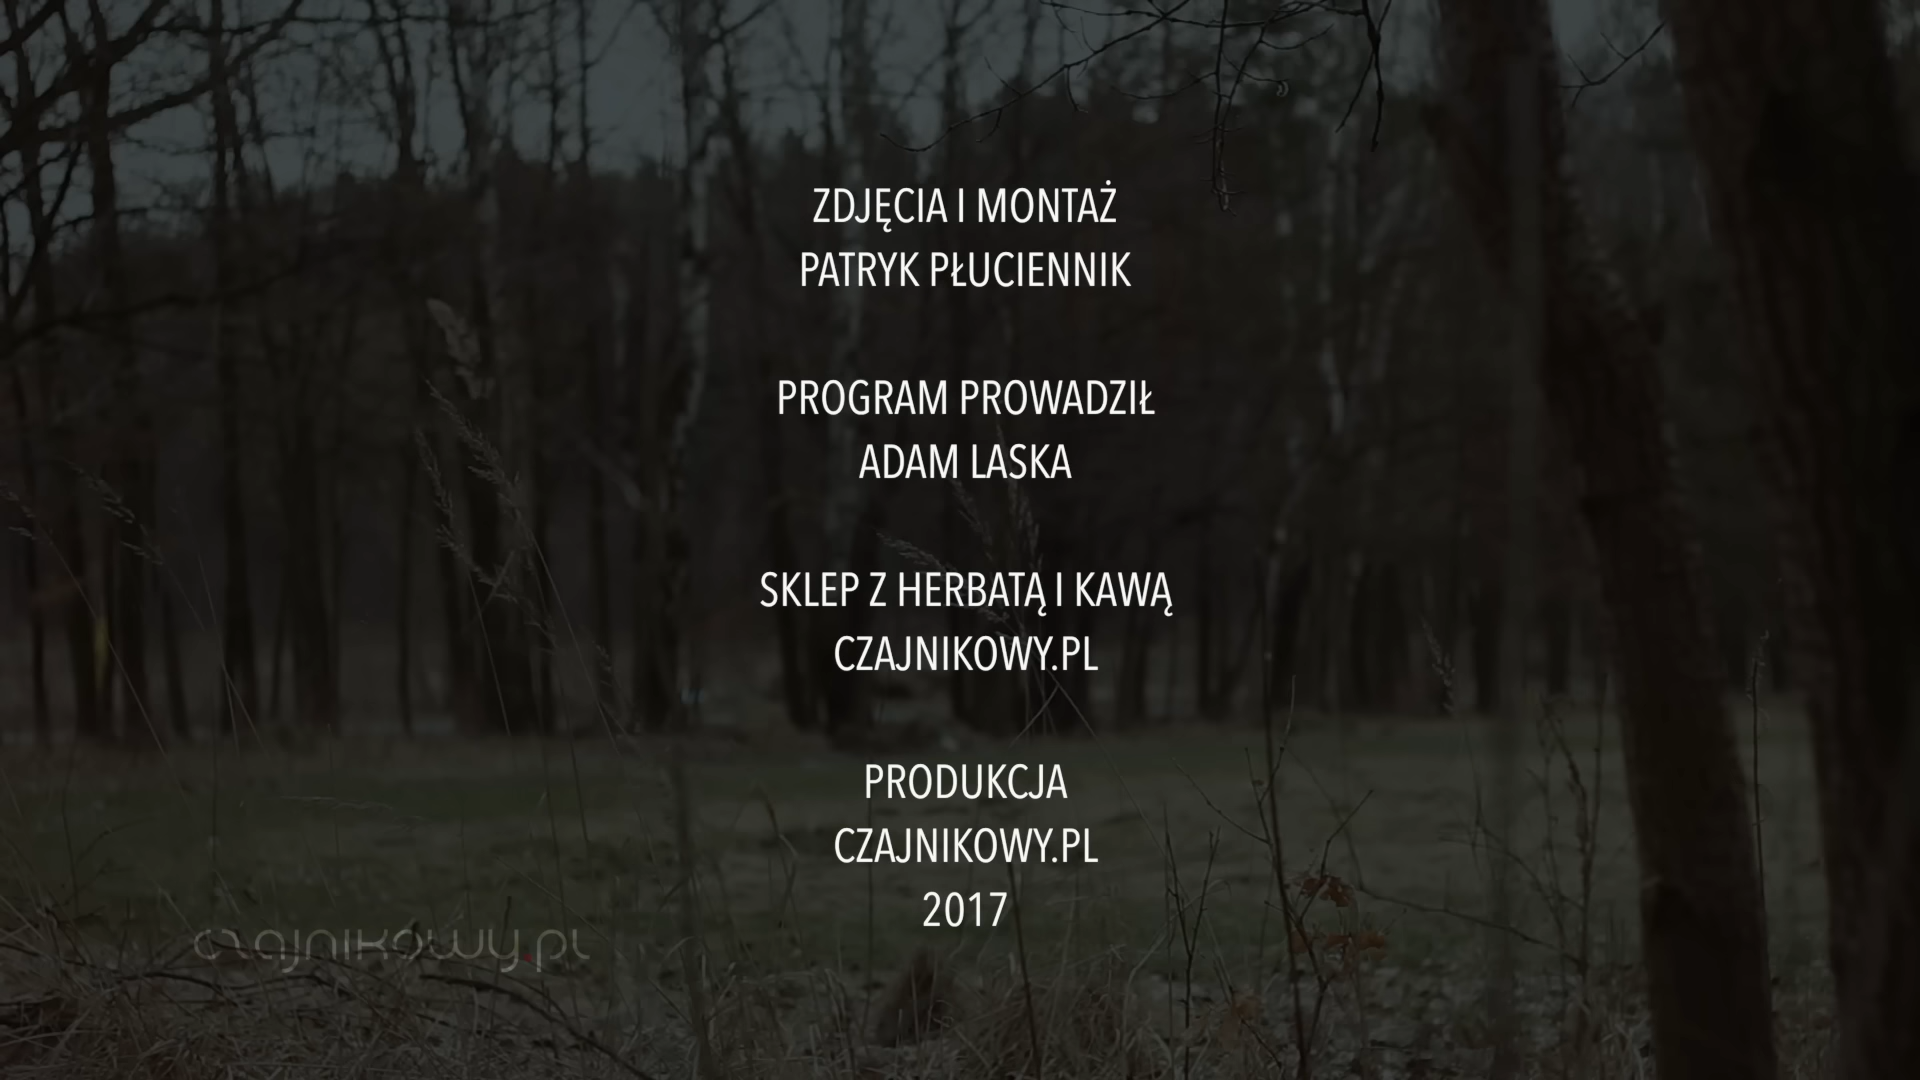 ZDJĘCIA I MONTAŻ
PATRYK PŁUCIENNIK
PROGRAM PROWADZIŁ
ADAM LASKA
SKLEP Z HERBATĄ I KAWĄ
CZAJNIKOWY.PL
PRODUKCJA
CZAJNIKOWY.PL
2017
czajnikowy.pl